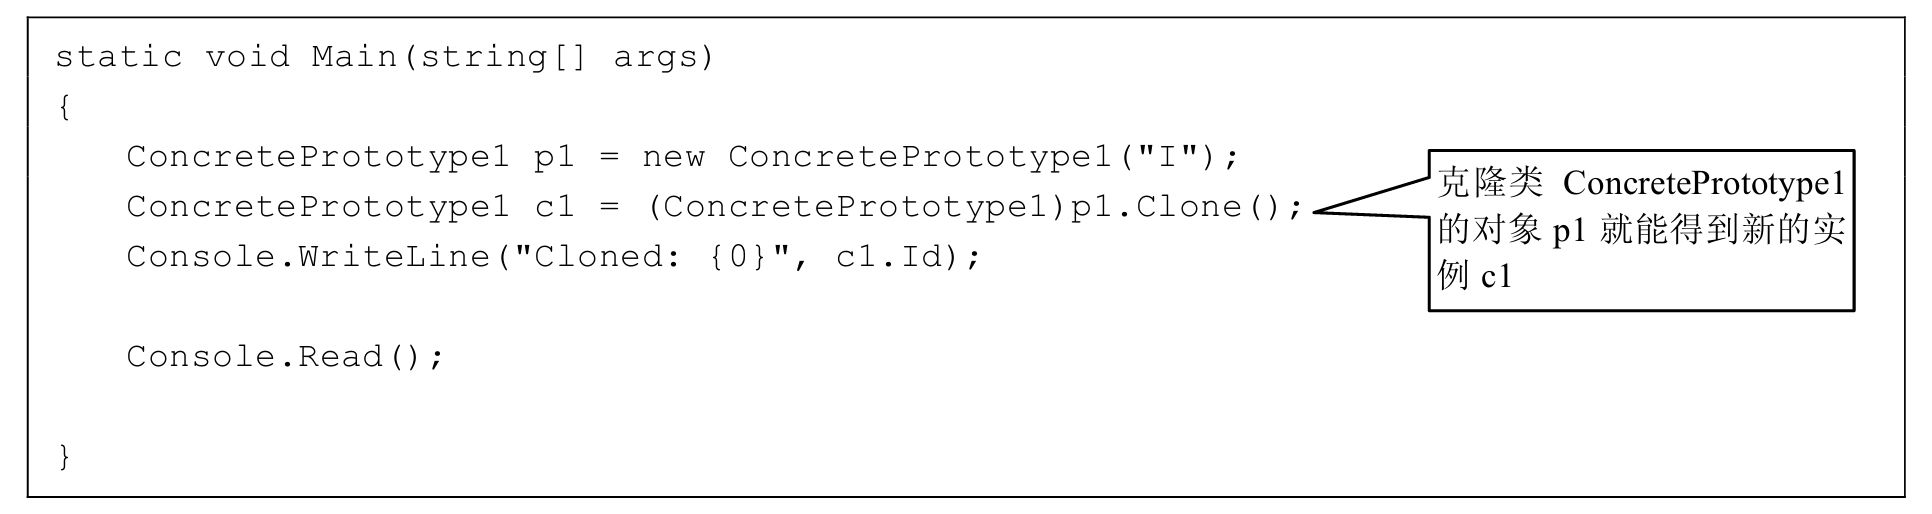 static void Main(string[] args)
{
ConcretePrototype1 p1 = new ConcretePrototype1("I");
ConcretePrototype1 c1 = (ConcretePrototype1)p1.Clone();
Console.WriteLine("Cloned: {0}", c1.Id);
Console.Read();
}
克隆类 ConcretePrototype1
的对象 p1 就能得到新的实
例 c1